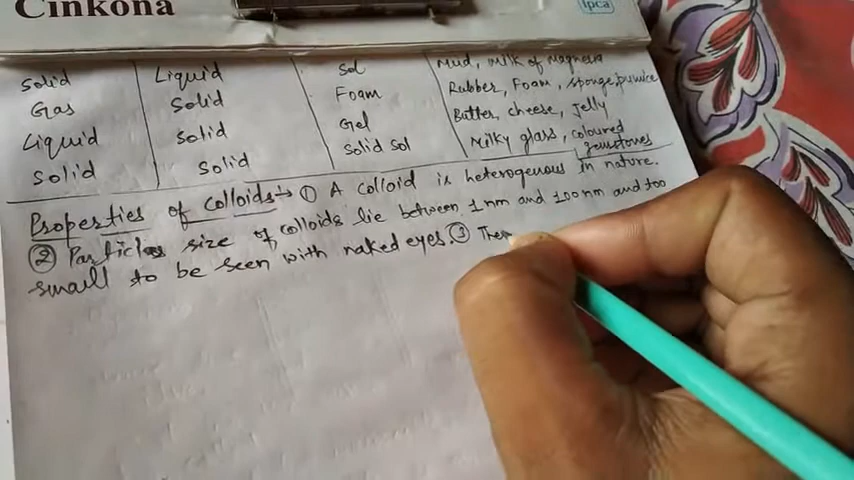 Cinkona
Ipca
Solid Liquid Sol Mud, milk of magnesia
Gas Solid Foam Rubber, Foam, sponge, pumice
Liquid Solid Gel Butter, cheese, Jelly
Solid Solid Solid Sol Milky glass, coloured gemstones
Properties of colloids → ① A colloid is heterogenous in nature.
② Particles size of colloids lie between 1 nm and 100 nm and too
small to be seen with naked eyes. ③